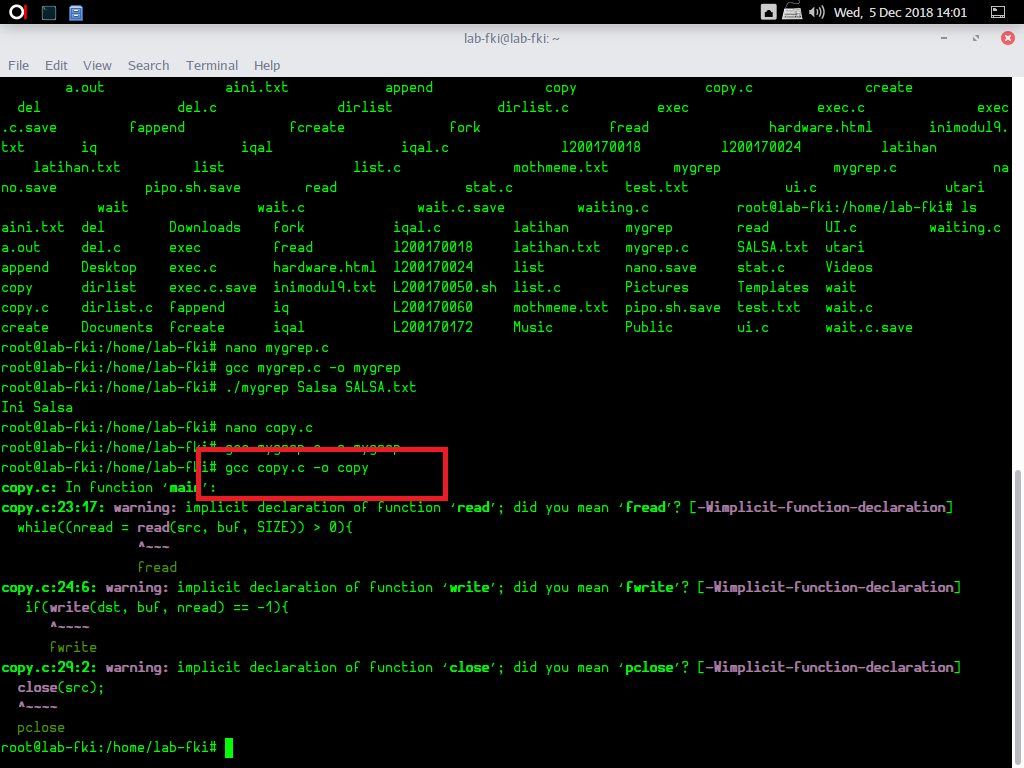 Wed, 5 Dec 2018 14:01
lab-fki@lab-fki: ~
File Edit View Search Terminal Help
a.out aini.txt append copy copy.c create
del del.c dirlist dirlist.c exec exec.c exec
.c.save fappend fcreate fork fread hardware.html inimodul9.
txt iq iqal iqal.c l200170018 l200170024 latihan
latihan.txt list list.c mothmeme.txt mygrep mygrep.c na
no.save pipo.sh.save read stat.c test.txt ui.c utari
wait wait.c wait.c.save waiting.c root@lab-fki:/home/lab-fki# ls
aini.txt del Downloads fork iqal.c latihan mygrep read UI.c waiting.c
a.out del.c exec fread l200170018 latihan.txt mygrep.c SALSA.txt utari
append Desktop exec.c hardware.html l200170024 list nano.save stat.c Videos
copy dirlist exec.c.save inimodul9.txt L200170050.sh list.c Pictures Templates wait
copy.c dirlist.c fappend iq L200170060 mothmeme.txt pipo.sh.save test.txt wait.c
create Documents fcreate iqal L200170172 Music Public ui.c wait.c.save
root@lab-fki:/home/lab-fki# nano mygrep.c
root@lab-fki:/home/lab-fki# gcc mygrep.c -o mygrep
root@lab-fki:/home/lab-fki# ./mygrep Salsa SALSA.txt
Ini Salsa
root@lab-fki:/home/lab-fki# nano copy.c
root@lab-fki:/home/lab-fki# gcc mygrep.c -o mygrep
root@lab-fki:/home/lab-fki# gcc copy.c -o copy
copy.c: In function ‘main’:
copy.c:23:17: warning: implicit declaration of function ‘read’; did you mean ‘fread’? [-Wimplicit-function-declaration]
while((nread = read(src, buf, SIZE)) > 0){
^~~~
fread
copy.c:24:6: warning: implicit declaration of function ‘write’; did you mean ‘fwrite’? [-Wimplicit-function-declaration]
if(write(dst, buf, nread) == -1){
^~~~~
fwrite
copy.c:29:2: warning: implicit declaration of function ‘close’; did you mean ‘pclose’? [-Wimplicit-function-declaration]
close(src);
^~~~~
pclose
root@lab-fki:/home/lab-fki#